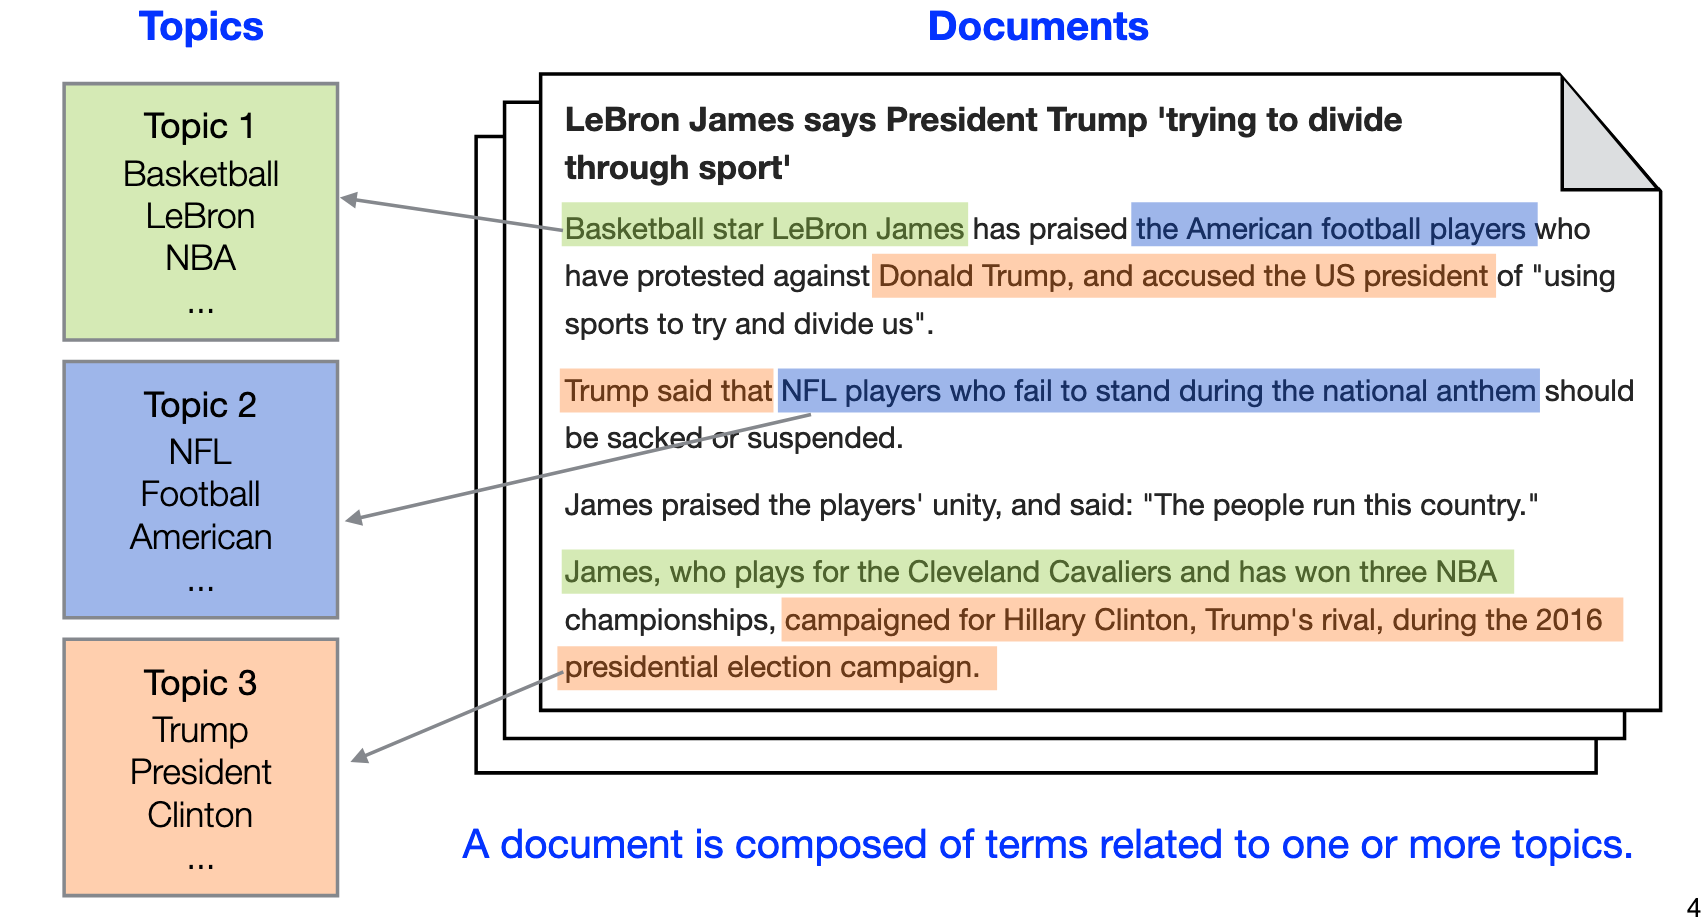 Topics
Documents
Topic 1
Basketball
LeBron
NBA
...
Topic 2
NFL
Football
American
...
Topic 3
Trump
President
Clinton
...
LeBron James says President Trump 'trying to divide
through sport'
Basketball star LeBron James has praised the American football players who
have protested against Donald Trump, and accused the US president of "using
sports to try and divide us".
Trump said that NFL players who fail to stand during the national anthem should
be sacked or suspended.
James praised the players' unity, and said: "The people run this country."
James, who plays for the Cleveland Cavaliers and has won three NBA
championships, campaigned for Hillary Clinton, Trump's rival, during the 2016
presidential election campaign.
A document is composed of terms related to one or more topics.
4